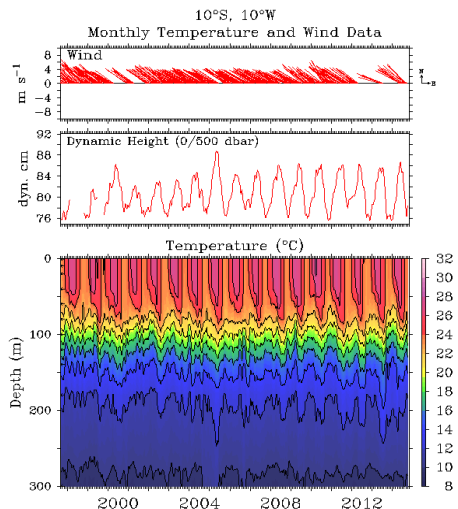 10°S, 10°W
Monthly Temperature and Wind Data
Wind
8
4
0
-4
-8
m s⁻¹
N
E
Dynamic Height (0/500 dbar)
92
88
84
80
76
dyn. cm
Temperature (°C)
0
100
200
300
Depth (m)
32
30
28
26
24
22
20
18
16
14
12
10
8
2000 2004 2008 2012